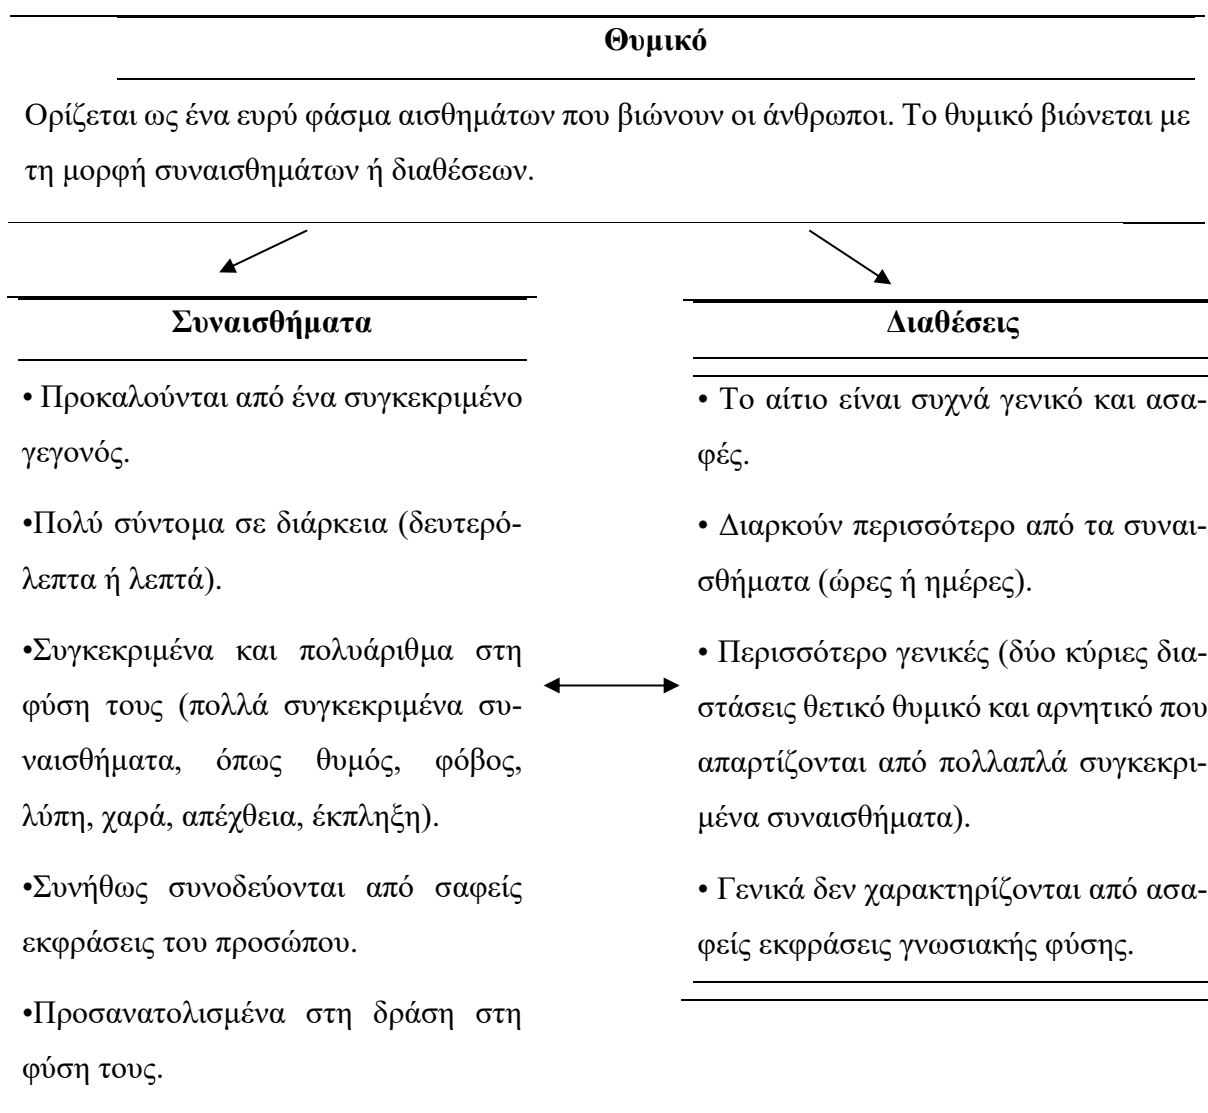 Θυμικό
Ορίζεται ως ένα ευρύ φάσμα αισθημάτων που βιώνουν οι άνθρωποι. Το θυμικό βιώνεται με
τη μορφή συναισθημάτων ή διαθέσεων.
Συναισθήματα
• Προκαλούνται από ένα συγκεκριμένο
γεγονός.
•Πολύ σύντομα σε διάρκεια (δευτερό-
λεπτα ή λεπτά).
•Συγκεκριμένα και πολυάριθμα στη
φύση τους (πολλά συγκεκριμένα συ-
ναισθήματα, όπως θυμός, φόβος,
λύπη, χαρά, απέχθεια, έκπληξη).
•Συνήθως συνοδεύονται από σαφείς
εκφράσεις του προσώπου.
•Προσανατολισμένα στη δράση στη
φύση τους.
Διαθέσεις
• Το αίτιο είναι συχνά γενικό και ασα-
φές.
• Διαρκούν περισσότερο από τα συναι-
σθήματα (ώρες ή ημέρες).
• Περισσότερο γενικές (δύο κύριες δια-
στάσεις θετικό θυμικό και αρνητικό που
απαρτίζονται από πολλαπλά συγκεκρι-
μένα συναισθήματα).
• Γενικά δεν χαρακτηρίζονται από ασα-
φείς εκφράσεις γνωσιακής φύσης.